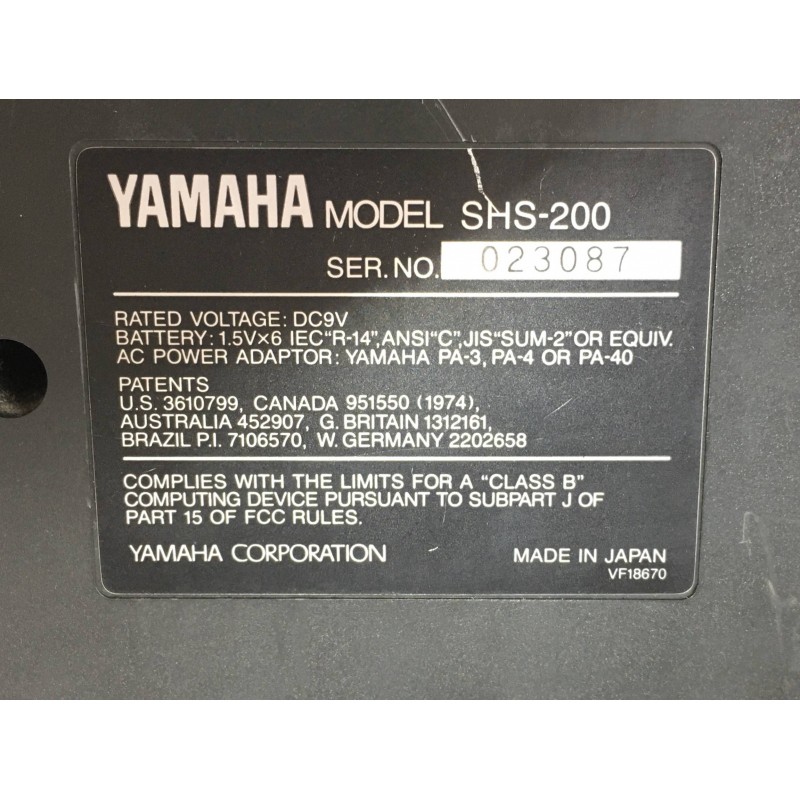 YAMAHA MODEL SHS-200
SER. NO. 023087
RATED VOLTAGE: DC9V
BATTERY: 1.5V×6 IEC"R-14", ANSI"C", JIS"SUM-2" OR EQUIV.
AC POWER ADAPTOR: YAMAHA PA-3, PA-4 OR PA-40
PATENTS
U.S. 3610799, CANADA 951550 (1974),
AUSTRALIA 452907, G. BRITAIN 1312161,
BRAZIL P.I. 7106570, W. GERMANY 2202658
COMPLIES WITH THE LIMITS FOR A "CLASS B"
COMPUTING DEVICE PURSUANT TO SUBPART J OF
PART 15 OF FCC RULES.
YAMAHA CORPORATION MADE IN JAPAN
VF18670